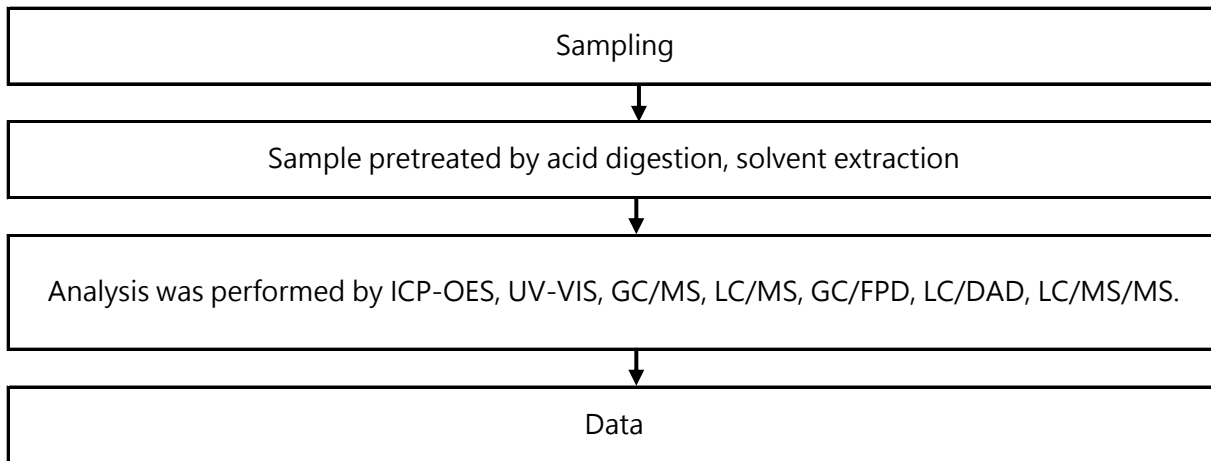 Sampling
Sample pretreated by acid digestion, solvent extraction
Analysis was performed by ICP-OES, UV-VIS, GC/MS, LC/MS, GC/FPD, LC/DAD, LC/MS/MS.
Data